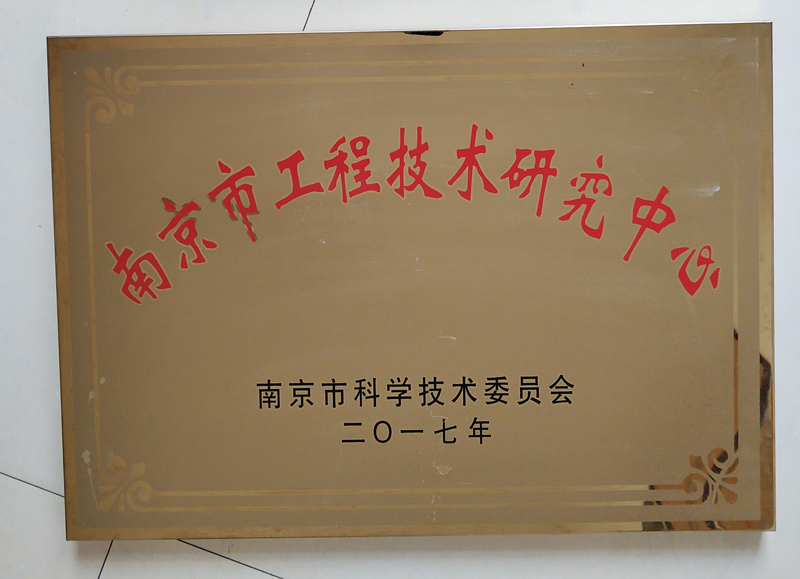 南京市工程技术研究中心
南京市科学技术委员会
二〇一七年